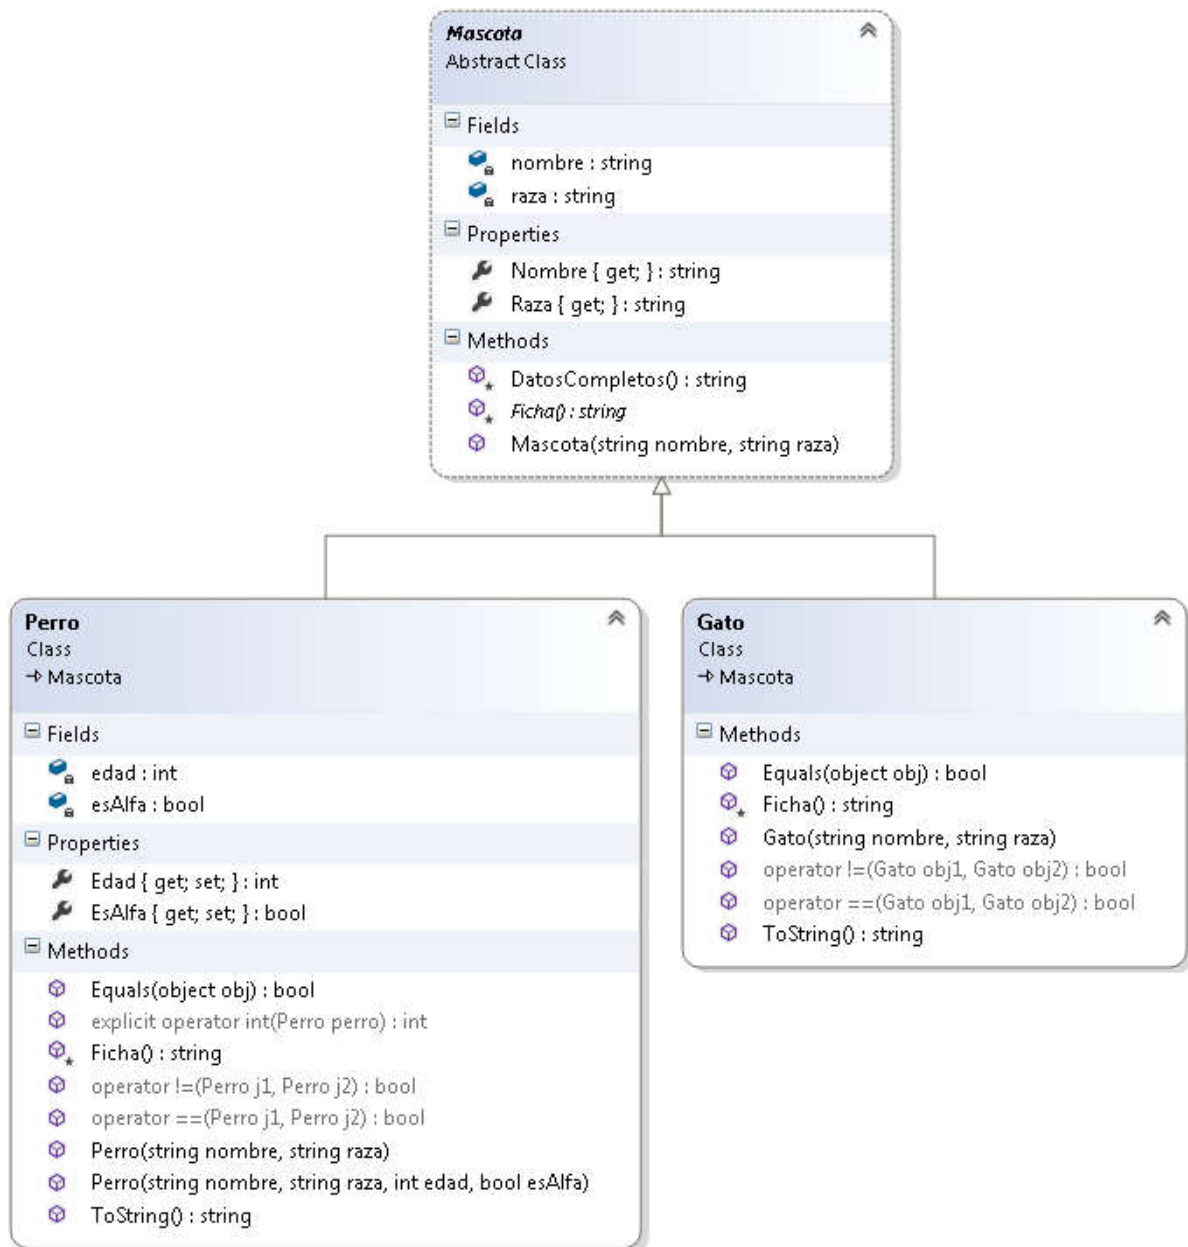 Mascota
Abstract Class
Fields
nombre : string
raza : string
Properties
Nombre { get; } : string
Raza { get; } : string
Methods
DatosCompletos() : string
Ficha() : string
Mascota(string nombre, string raza)
Perro
Class
Mascota
Fields
edad : int
esAlfa : bool
Properties
Edad { get; set; } : int
EsAlfa { get; set; } : bool
Methods
Equals(object obj) : bool
explicit operator int(Perro perro) : int
Ficha() : string
operator !=(Perro j1, Perro j2) : bool
operator ==(Perro j1, Perro j2) : bool
Perro(string nombre, string raza)
Perro(string nombre, string raza, int edad, bool esAlfa)
ToString() : string
Gato
Class
Mascota
Methods
Equals(object obj) : bool
Ficha() : string
Gato(string nombre, string raza)
operator !=(Gato obj1, Gato obj2) : bool
operator ==(Gato obj1, Gato obj2) : bool
ToString() : string